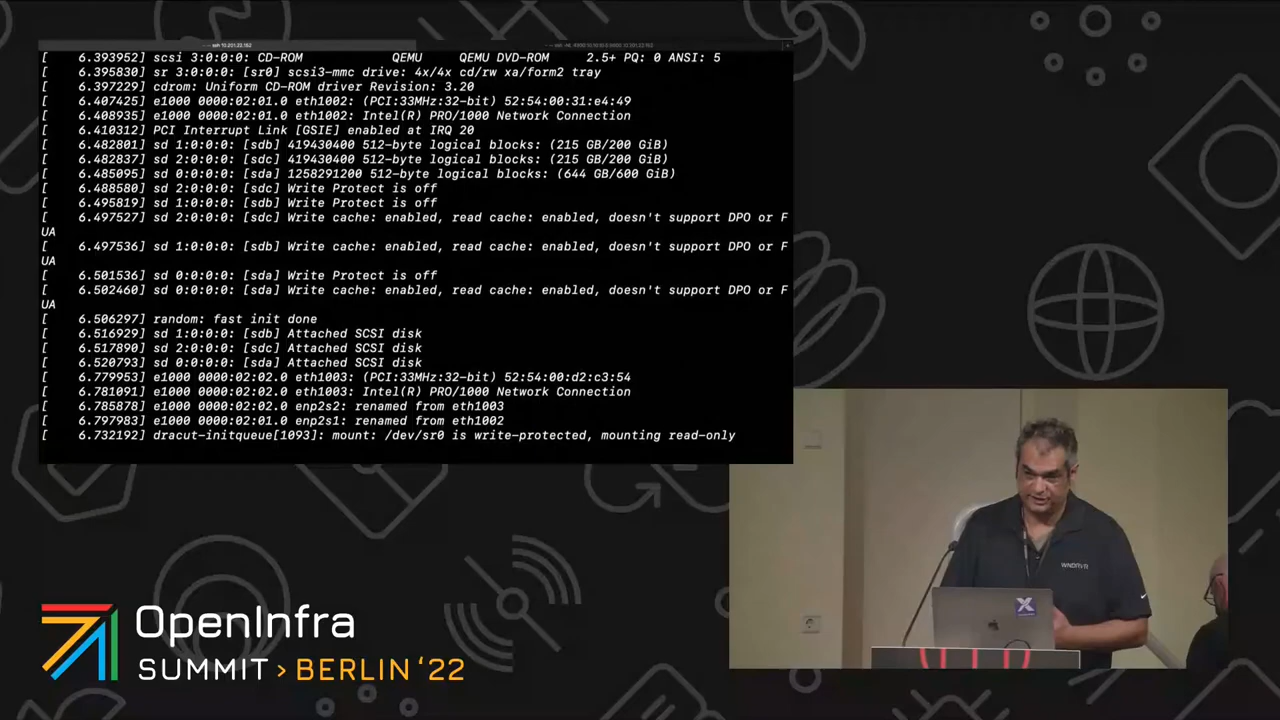 --- ssh 10.201.22.162
[    6.393952] scsi 3:0:0:0: CD-ROM            QEMU     QEMU DVD-ROM     2.5+ PQ: 0 ANSI: 5
[    6.395830] sr 3:0:0:0: [sr0] scsi3-mmc drive: 4x/4x cd/rw xa/form2 tray
[    6.397229] cdrom: Uniform CD-ROM driver Revision: 3.20
[    6.407425] e1000 0000:02:01.0 eth1002: (PCI:33MHz:32-bit) 52:54:00:31:e4:49
[    6.408935] e1000 0000:02:01.0 eth1002: Intel(R) PRO/1000 Network Connection
[    6.410312] PCI Interrupt Link [GSIE] enabled at IRQ 20
[    6.482801] sd 1:0:0:0: [sdb] 419430400 512-byte logical blocks: (215 GB/200 GiB)
[    6.482837] sd 2:0:0:0: [sdc] 419430400 512-byte logical blocks: (215 GB/200 GiB)
[    6.485095] sd 0:0:0:0: [sda] 1258291200 512-byte logical blocks: (644 GB/600 GiB)
[    6.488580] sd 2:0:0:0: [sdc] Write Protect is off
[    6.495819] sd 1:0:0:0: [sdb] Write Protect is off
[    6.497527] sd 2:0:0:0: [sdc] Write cache: enabled, read cache: enabled, doesn't support DPO or F
UA
[    6.497536] sd 1:0:0:0: [sdb] Write cache: enabled, read cache: enabled, doesn't support DPO or F
UA
[    6.501536] sd 0:0:0:0: [sda] Write Protect is off
[    6.502460] sd 0:0:0:0: [sda] Write cache: enabled, read cache: enabled, doesn't support DPO or F
UA
[    6.506297] random: fast init done
[    6.516929] sd 1:0:0:0: [sdb] Attached SCSI disk
[    6.517890] sd 2:0:0:0: [sdc] Attached SCSI disk
[    6.520793] sd 0:0:0:0: [sda] Attached SCSI disk
[    6.779953] e1000 0000:02:02.0 eth1003: (PCI:33MHz:32-bit) 52:54:00:d2:c3:54
[    6.781091] e1000 0000:02:02.0 eth1003: Intel(R) PRO/1000 Network Connection
[    6.785878] e1000 0000:02:02.0 enp2s2: renamed from eth1003
[    6.797983] e1000 0000:02:01.0 enp2s1: renamed from eth1002
[    6.732192] dracut-initqueue[1093]: mount: /dev/sr0 is write-protected, mounting read-only
WNDRVR
X
OpenInfra
SUMMIT > BERLIN '22